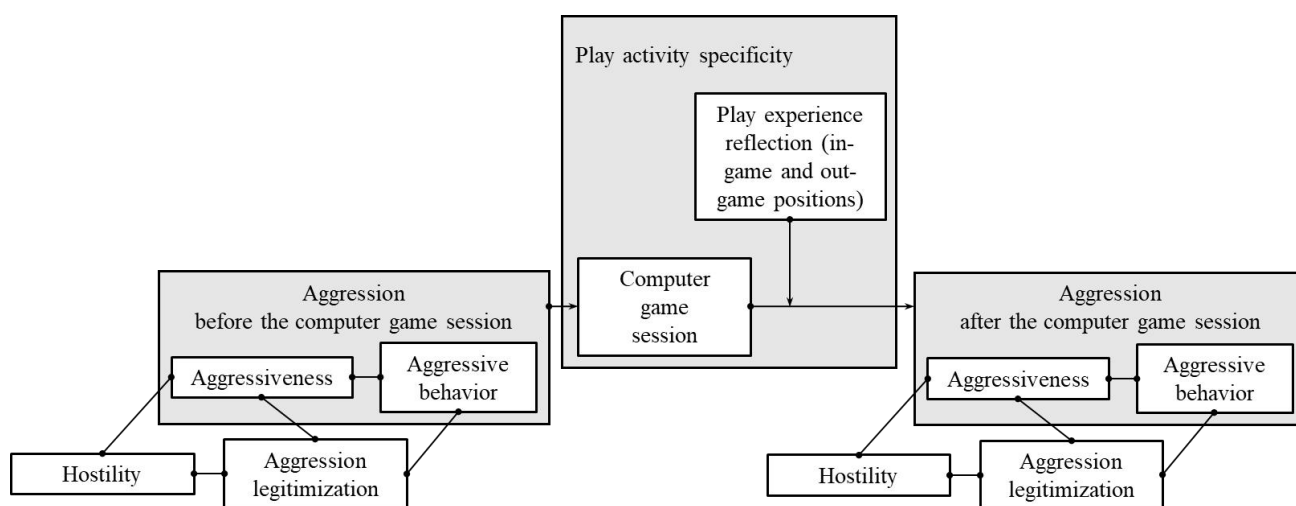 Play activity specificity
Play experience
reflection (in-
game and out-
game positions)
Computer
game
session
Aggression
before the computer game session
Aggressiveness
Aggressive
behavior
Hostility
Aggression
legitimization
Aggression
after the computer game session
Aggressiveness
Aggressive
behavior
Hostility
Aggression
legitimization